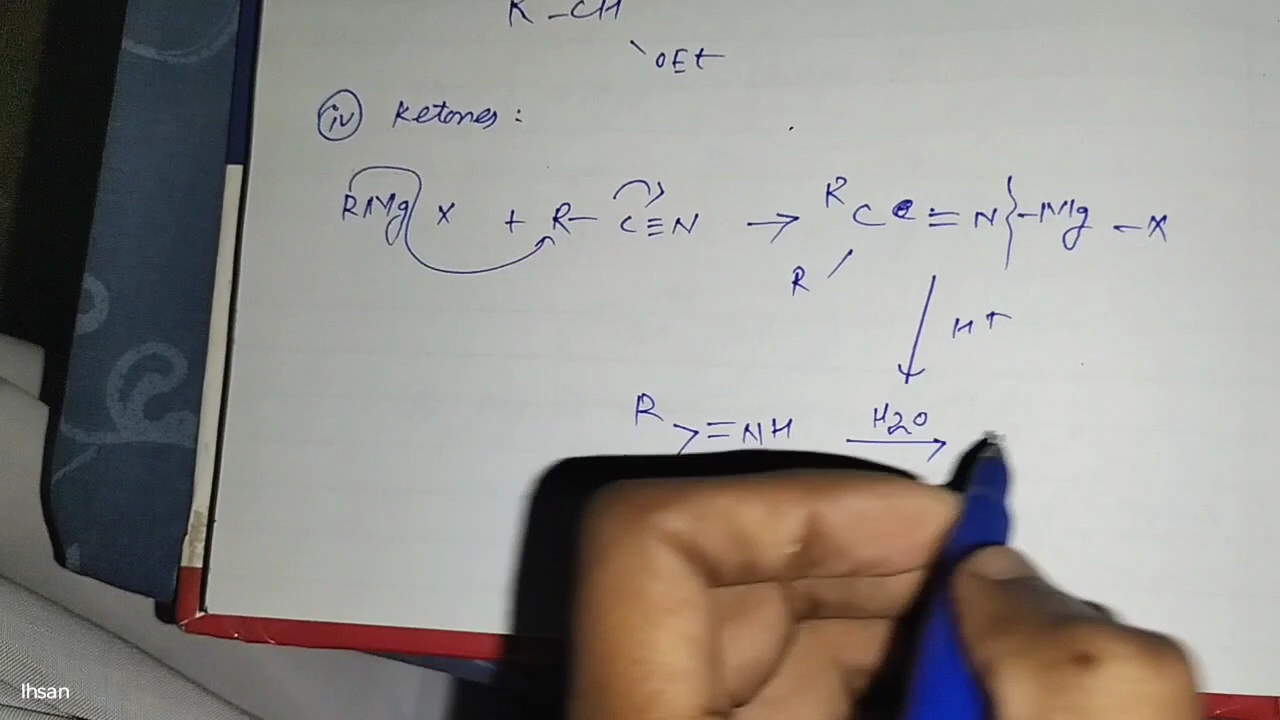 R - CH
\ OEt
(iv) Ketones :
RMg X + R - C≡N → R C = N } - Mg - X
R /
↓ H+
R > = NH H2O →
Ihsan